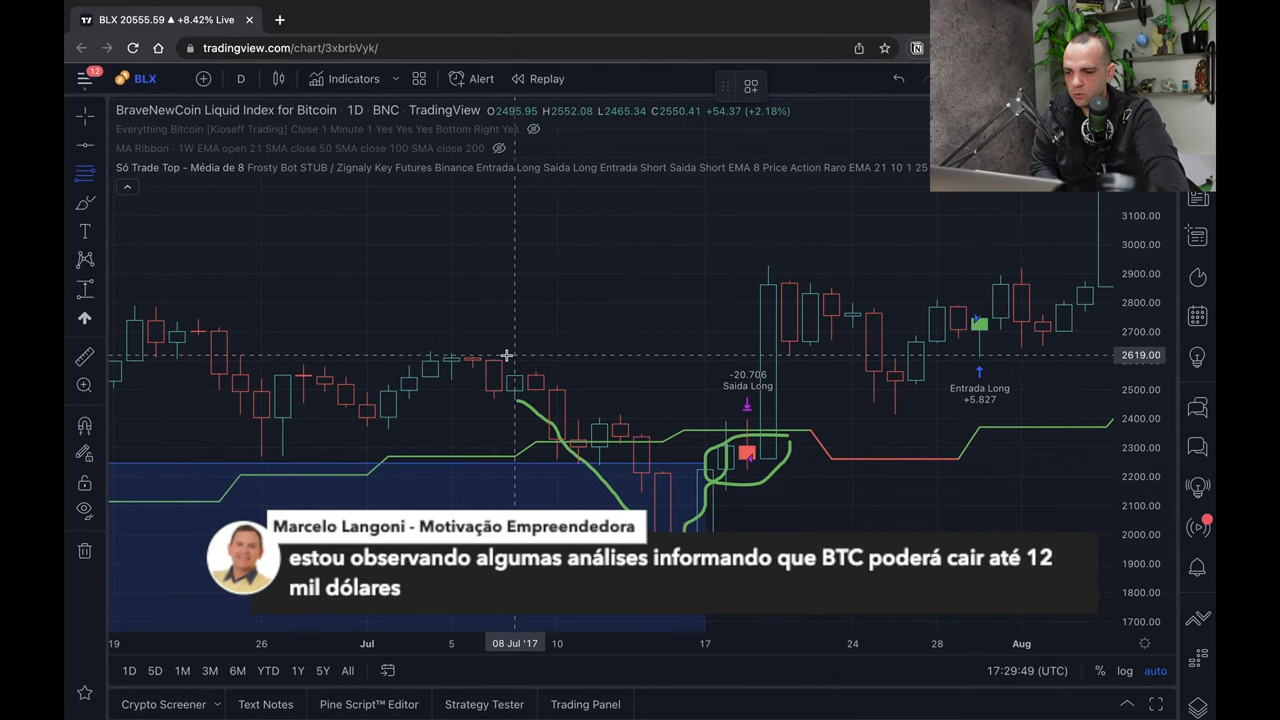 BLX 20555.59 ▲ +8.42% Live
tradingview.com/chart/3xbrbVyk/
12
BLX
D
Indicators
Alert
Replay
BraveNewCoin Liquid Index for Bitcoin · 1D · BNC · TradingView O2495.95 H2552.08 L2465.34 C2550.41 +54.37 (+2.18%)
Everything Bitcoin [Kioseff Trading] Close 1 Minute 1 Yes Yes Yes Bottom Right Yes
MA Ribbon · 1W EMA open 21 SMA close 50 SMA close 100 SMA close 200
Só Trade Top - Média de 8 Frosty Bot STUB / Zignaly Key Futures Binance Entrada Long Saida Long Entrada Short Saida Short EMA 8 Price Action Raro EMA 21 10 1 25
3100.00
3000.00
2900.00
2800.00
2700.00
2619.00
2500.00
2400.00
2300.00
2200.00
2100.00
2000.00
1900.00
1800.00
1700.00
-20.706
Saida Long
Entrada Long
+5.827
Marcelo Langoni - Motivação Empreendedora
estou observando algumas análises informando que BTC poderá cair até 12
mil dólares
19
26
Jul
5
08 Jul '17
10
17
24
28
Aug
1D 5D 1M 3M 6M YTD 1Y 5Y All
17:29:49 (UTC)
% log auto
Crypto Screener
Text Notes
Pine Script™ Editor
Strategy Tester
Trading Panel